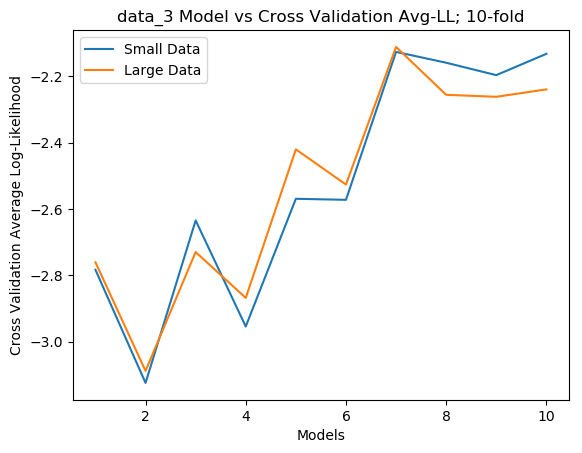 data_3 Model vs Cross Validation Avg-LL; 10-fold
Small Data
Large Data
Cross Validation Average Log-Likelihood
−2.2
−2.4
−2.6
−2.8
−3.0
2
4
6
8
10
Models